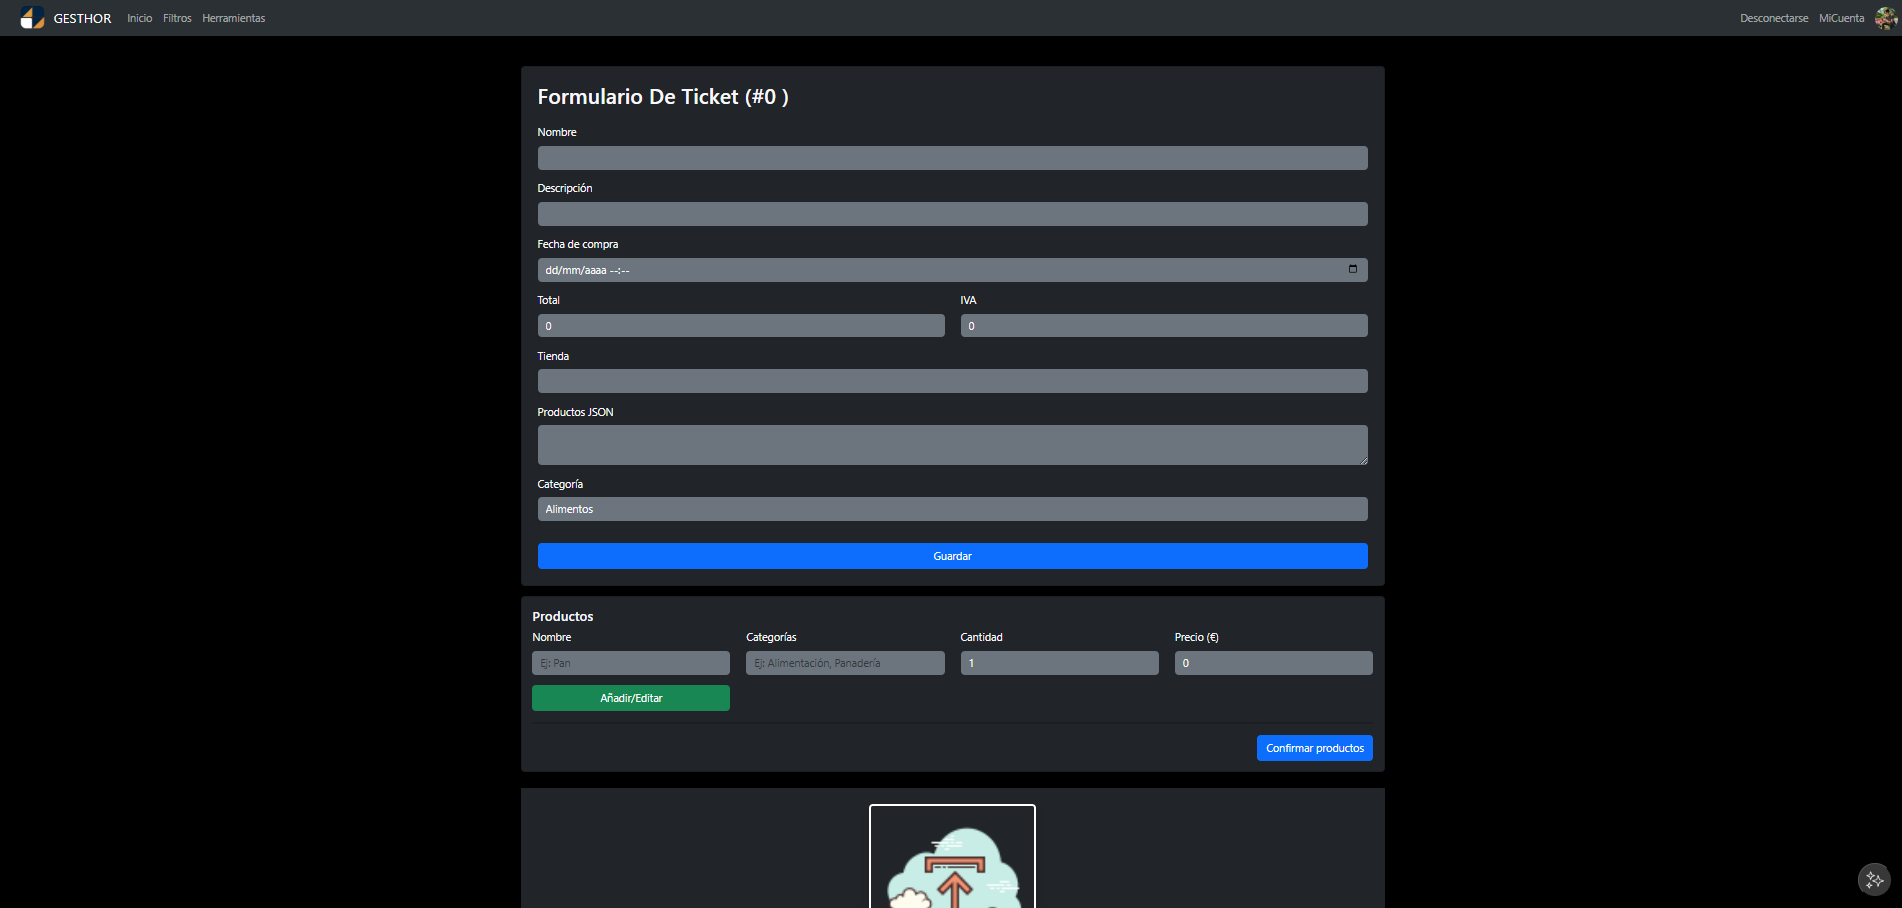 GESTHOR Inicio Filtros Herramientas Desconectarse MiCuenta
Formulario De Ticket (#0 )
Nombre
Descripción
Fecha de compra
dd/mm/aaaa --:--
Total IVA
0 0
Tienda
Productos JSON
Categoría
Alimentos
Guardar
Productos
Nombre Categorías Cantidad Precio (€)
Ej: Pan Ej: Alimentación, Panadería 1 0
Añadir/Editar
Confirmar productos